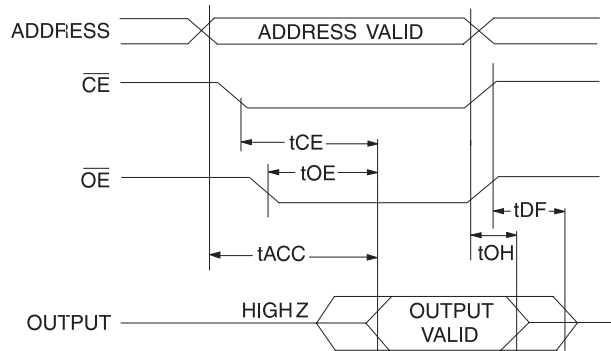 ADDRESS
ADDRESS VALID
CE
tCE
tOE
OE
tDF
tACC
tOH
OUTPUT
HIGH Z
OUTPUT
VALID